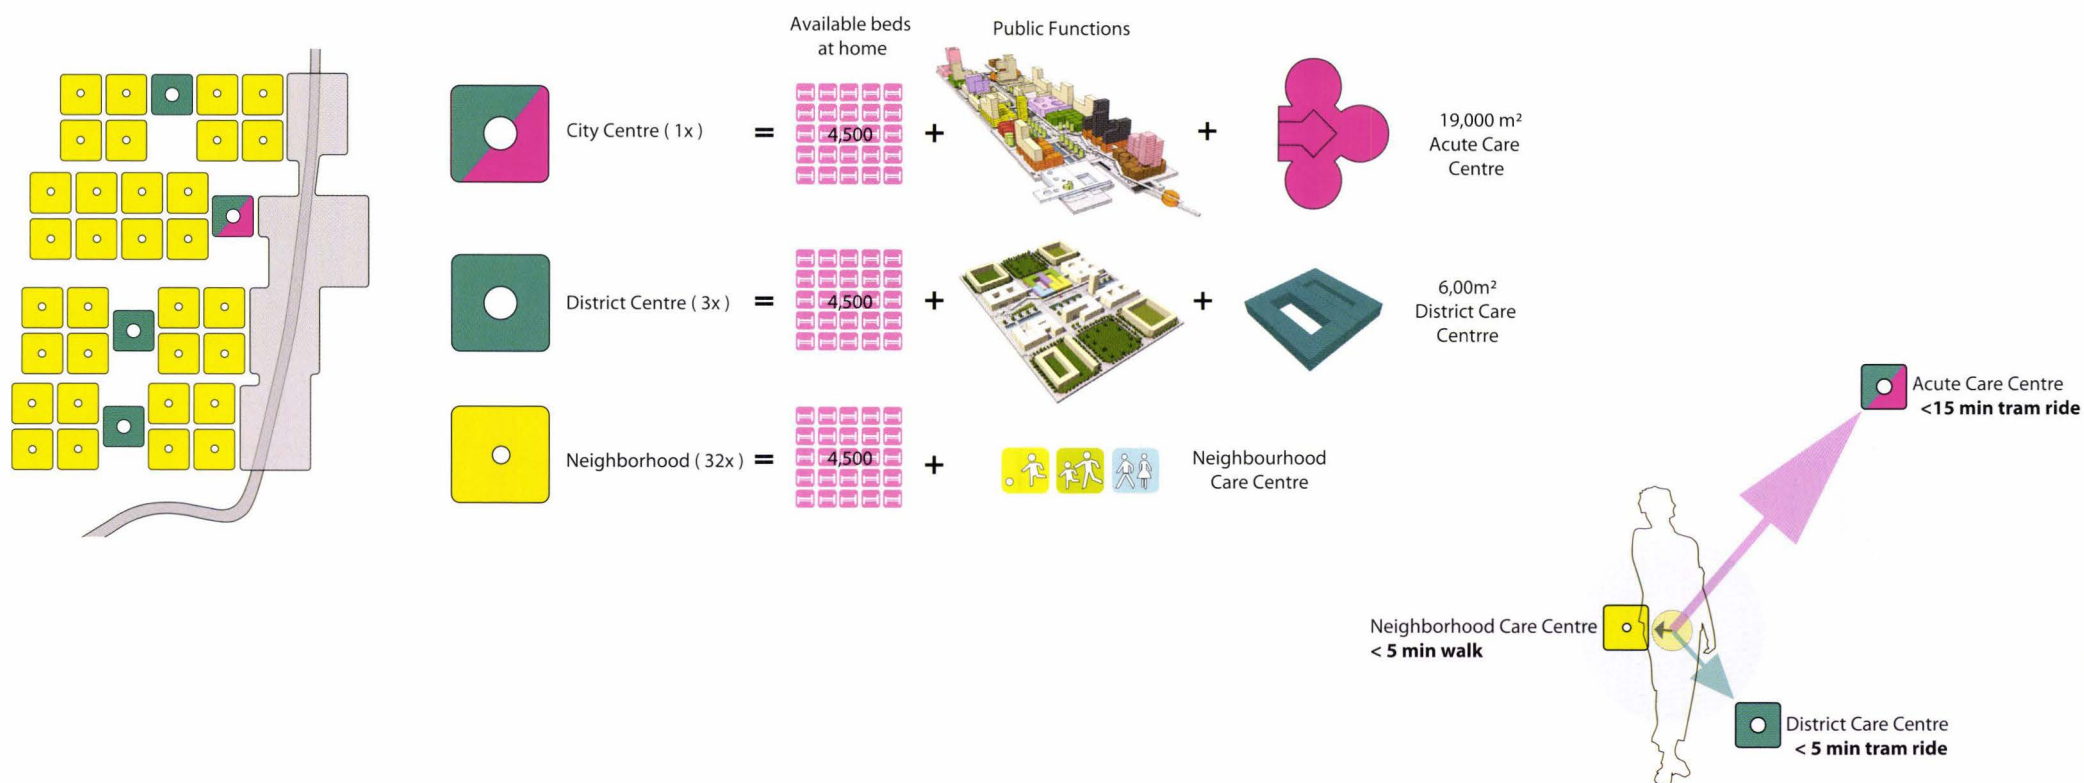 Available beds
at home
Public Functions
City Centre ( 1x )
=
4,500
+
+
19,000 m²
Acute Care
Centre
District Centre ( 3x )
=
4,500
+
+
6,00m²
District Care
Centrre
Neighborhood ( 32x )
=
4,500
+
Neighbourhood
Care Centre
Acute Care Centre
<15 min tram ride
Neighborhood Care Centre
< 5 min walk
District Care Centre
< 5 min tram ride